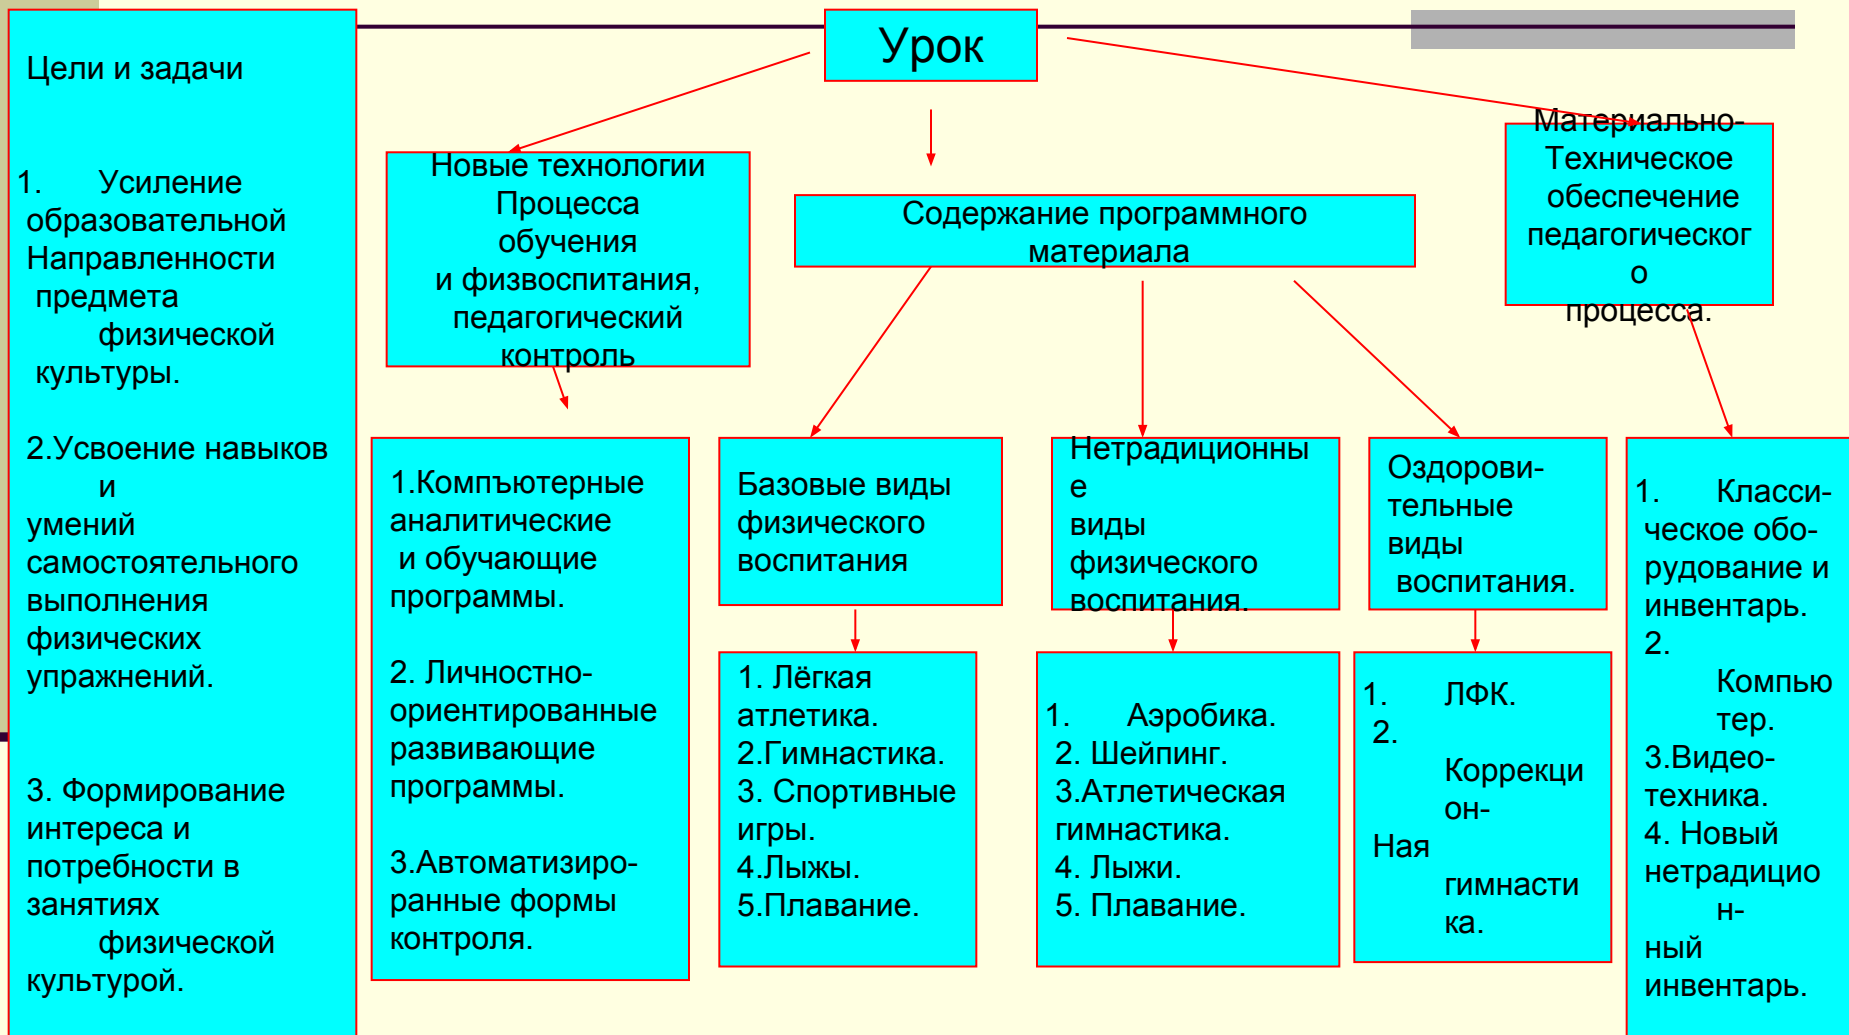 Урок
Цели и задачи
1. Усиление
образовательной
Направленности
предмета
физической
культуры.
2.Усвоение навыков
и
умений
самостоятельного
выполнения
физических
упражнений.
3. Формирование
интереса и
потребности в
занятиях
физической
культурой.
Новые технологии
Процесса
обучения
и физвоспитания,
педагогический
контроль
Содержание программного
материала
Материально-
Техническое
обеспечение
педагогическог
о
процесса.
1.Компъютерные
аналитические
и обучающие
программы.
2. Личностно-
ориентированные
развивающие
программы.
3.Автоматизиро-
ранные формы
контроля.
Базовые виды
физического
воспитания
Нетрадиционны
е
виды
физического
воспитания.
Оздорови-
тельные
виды
воспитания.
1. Лёгкая
атлетика.
2.Гимнастика.
3. Спортивные
игры.
4.Лыжы.
5.Плавание.
1. Аэробика.
2. Шейпинг.
3.Атлетическая
гимнастика.
4. Лыжи.
5. Плавание.
1. ЛФК.
2.
Коррекци
он-
Ная
гимнасти
ка.
1. Класси-
ческое обо-
рудование и
инвентарь.
2.
Компью
тер.
3.Видео-
техника.
4. Новый
нетрадицио
н-
ный
инвентарь.